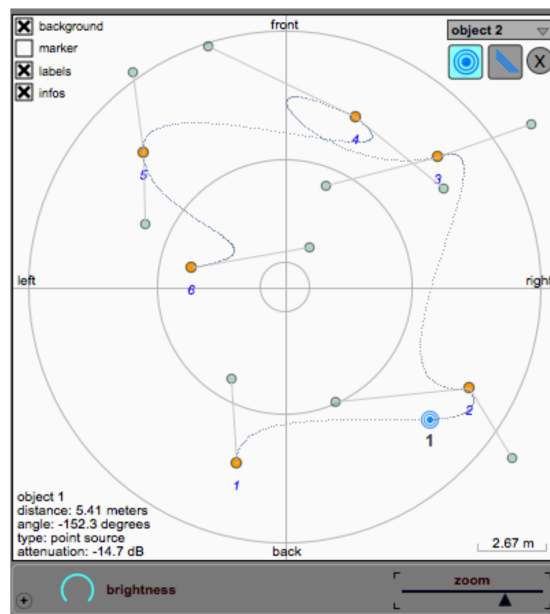 background
marker
labels
infos
front
object 2
X
4
3
5
left
right
6
2
1
1
object 1
distance: 5.41 meters
angle: -152.3 degrees
type: point source
attenuation: -14.7 dB
back
2.67 m
brightness
zoom